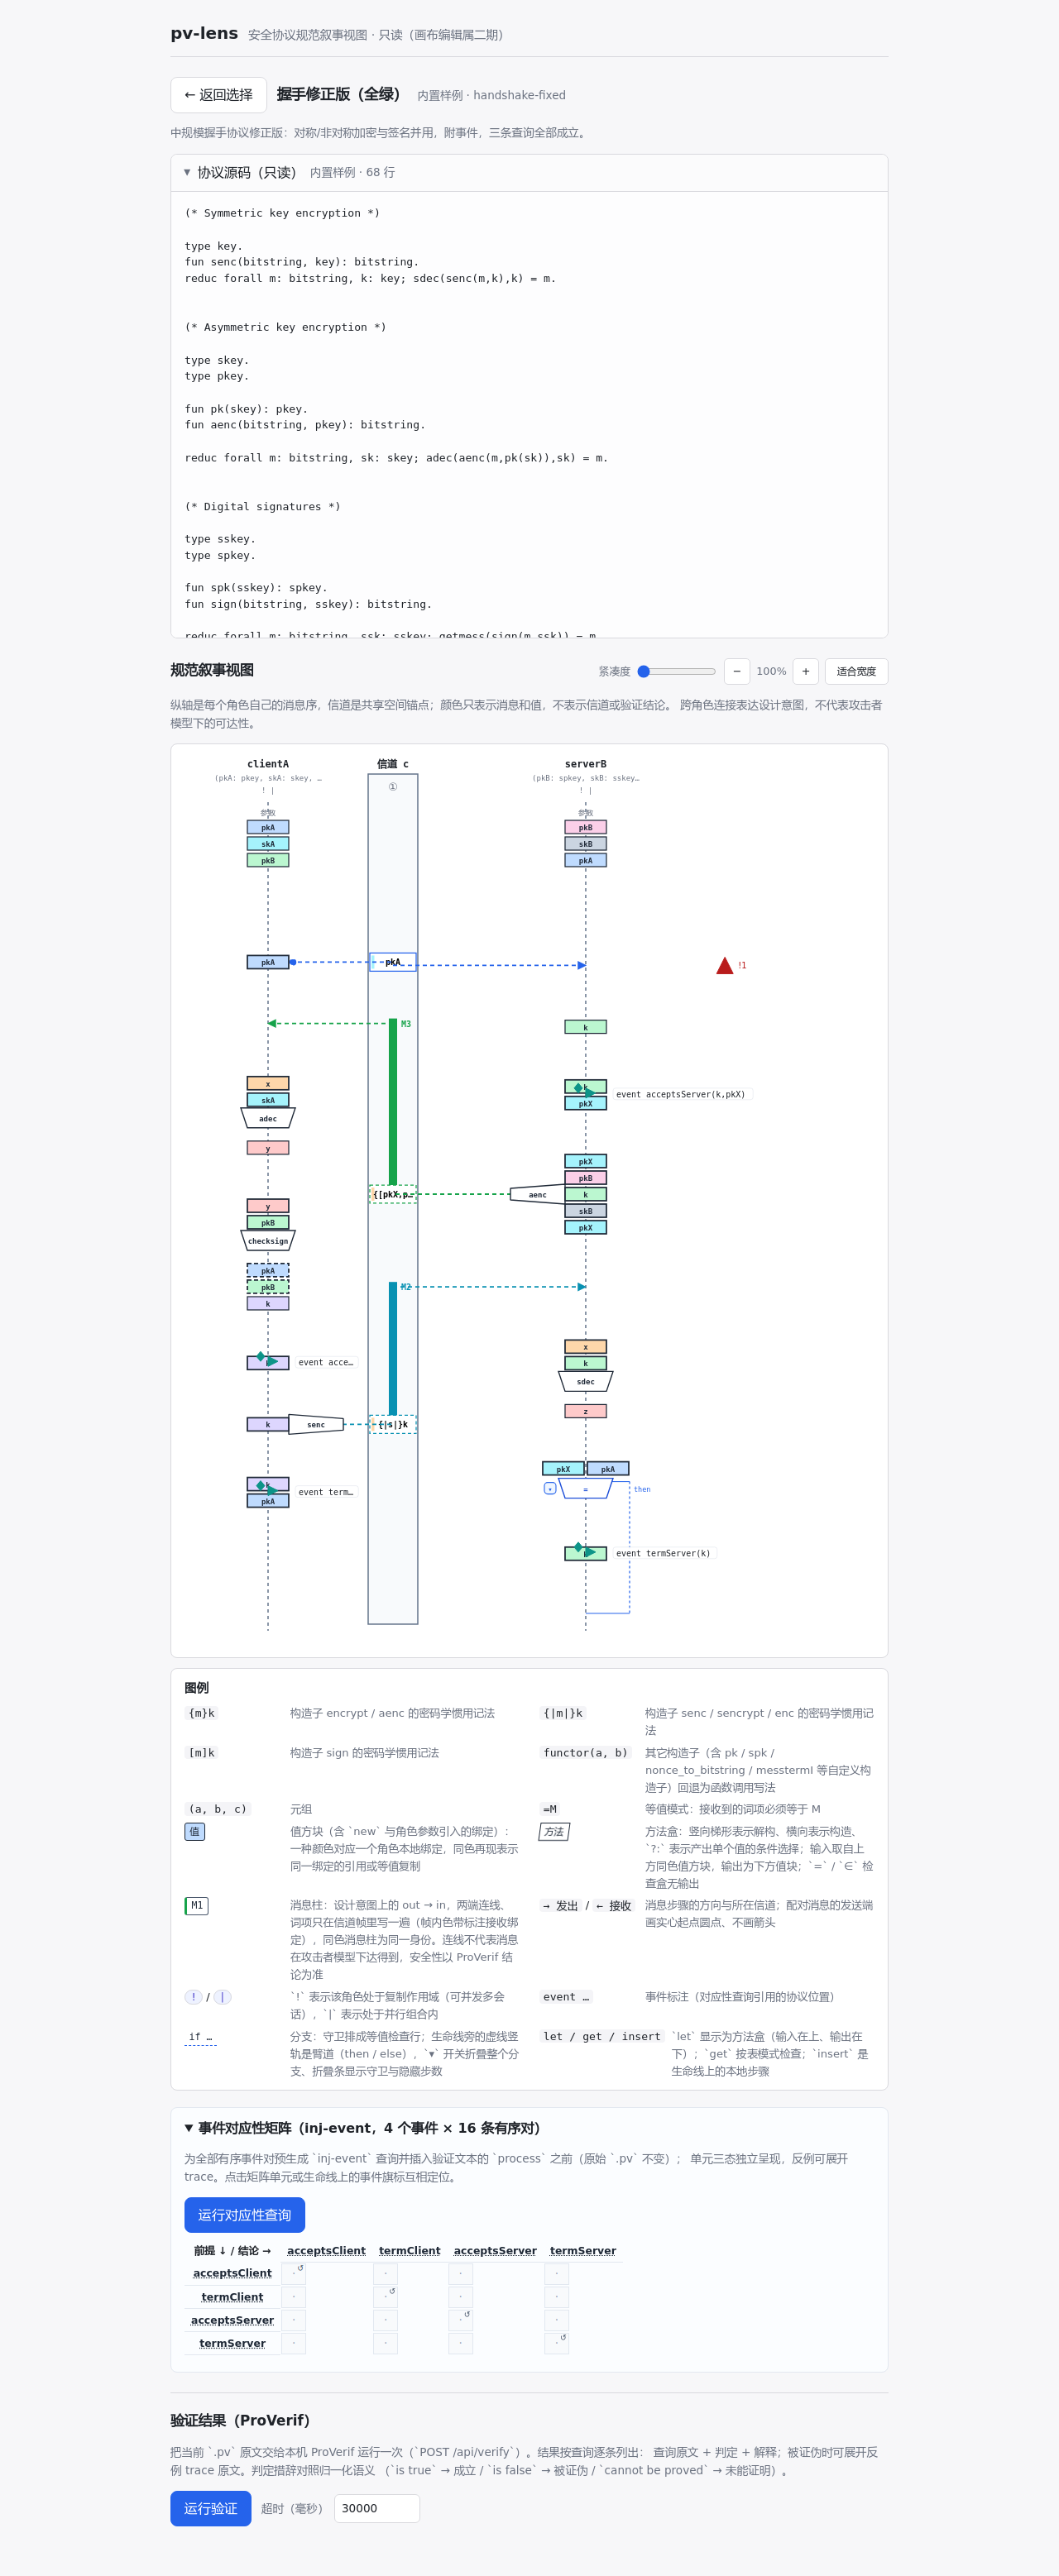 pv-lens 安全协议规范叙事视图 · 只读（画布编辑属二期）
← 返回选择 握手修正版（全绿） 内置样例 · handshake-fixed
中规模握手协议修正版：对称/非对称加密与签名并用，附事件，三条查询全部成立。
▼ 协议源码（只读） 内置样例 · 68 行
(* Symmetric key encryption *)
type key.
fun senc(bitstring, key): bitstring.
reduc forall m: bitstring, k: key; sdec(senc(m,k),k) = m.
(* Asymmetric key encryption *)
type skey.
type pkey.
fun pk(skey): pkey.
fun aenc(bitstring, pkey): bitstring.
reduc forall m: bitstring, sk: skey; adec(aenc(m,pk(sk)),sk) = m.
(* Digital signatures *)
type sskey.
type spkey.
fun spk(sskey): spkey.
fun sign(bitstring, sskey): bitstring.
reduc forall m: bitstring, ssk: sskey; getmess(sign(m,ssk)) = m.
规范叙事视图 紧凑度 − 100% + 适合宽度
纵轴是每个角色自己的消息序，信道是共享空间锚点；颜色只表示消息和值，不表示信道或验证结论。 跨角色连接表达设计意图，不代表攻击者
模型下的可达性。
clientA 信道 c serverB
(pkA: pkey, skA: skey, … (pkB: spkey, skB: sskey…
! | ① ! |
参数 参数
pkA pkB
skA skB
pkB pkA
pkA pkA !1
M3 k
x
skA pkX event acceptsServer(k,pkX)
adec
y pkX
pkB
{[pkX,p… aenc k
y skB
pkB pkX
checksign
pkA
pkB M2
k
x
event acce… k
sdec
z
k senc {|s|}k
pkX pkA
k = then
pkA event term…
event termServer(k)
图例
{m}k 构造子 encrypt / aenc 的密码学惯用记法
{|m|}k 构造子 senc / sencrypt / enc 的密码学惯用记
法
[m]k 构造子 sign 的密码学惯用记法
functor(a, b) 其它构造子（含 pk / spk /
nonce_to_bitstring / messtermI 等自定义构
造子）回退为函数调用写法
(a, b, c) 元组
=M 等值模式：接收到的词项必须等于 M
值 值方块（含 `new` 与角色参数引入的绑定）：
一种颜色对应一个角色本地绑定，同色再现表示
同一绑定的引用或等值复制
方法 方法盒：竖向梯形表示解构、横向表示构造、
`?:` 表示产出单个值的条件选择；输入取自上
方同色值方块，输出为下方值块；`=` / `∈` 检
查盒无输出
M1 消息柱：设计意图上的 out → in，两端连线、
词项只在信道帧里写一遍（帧内色带标注接收绑
定），同色消息柱为同一身份。连线不代表消息
在攻击者模型下达得到，安全性以 ProVerif 结
论为准
→ 发出 / ← 接收 消息步骤的方向与所在信道；配对消息的发送端
画实心起点圆点、不画箭头
! / | `!` 表示该角色处于复制作用域（可并发多会
话），`|` 表示处于并行组合内
event … 事件标注（对应性查询引用的协议位置）
if … 分支：守卫排成等值检查行；生命线旁的虚线竖
轨是臂道（then / else），`▾` 开关折叠整个分
支、折叠条显示守卫与隐藏步数
let / get / insert `let` 显示为方法盒（输入在上、输出在
下）；`get` 按表模式检查；`insert` 是
生命线上的本地步骤
▼ 事件对应性矩阵（inj-event，4 个事件 × 16 条有序对）
为全部有序事件对预生成 `inj-event` 查询并插入验证文本的 `process` 之前（原始 `.pv` 不变）； 单元三态独立呈现，反例可展开
trace。点击矩阵单元或生命线上的事件旗标互相定位。
运行对应性查询
前提 ↓ / 结论 → acceptsClient termClient acceptsServer termServer
acceptsClient ·↺ · · ·
termClient · ·↺ · ·
acceptsServer · · ·↺ ·
termServer · · · ·↺
验证结果（ProVerif）
把当前 `.pv` 原文交给本机 ProVerif 运行一次（`POST /api/verify`）。结果按查询逐条列出： 查询原文 + 判定 + 解释；被证伪时可展开反
例 trace 原文。判定措辞对照归一化语义 （`is true` → 成立 / `is false` → 被证伪 / `cannot be proved` → 未能证明）。
运行验证 超时（毫秒） 30000